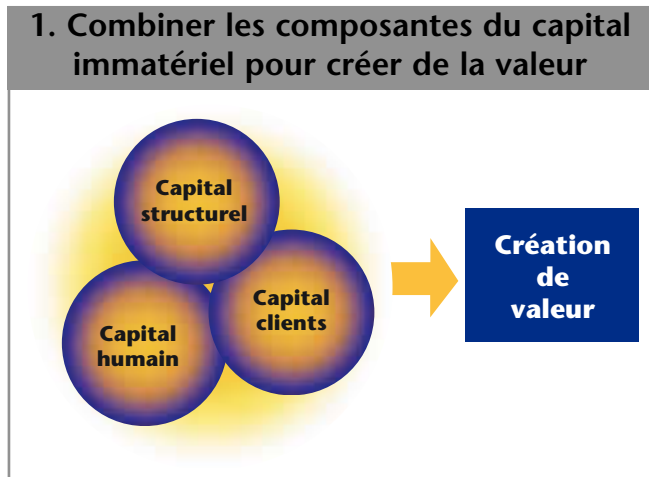 1. Combiner les composantes du capital
immatériel pour créer de la valeur
Capital
structurel
Capital
clients
Capital
humain
Création
de
valeur